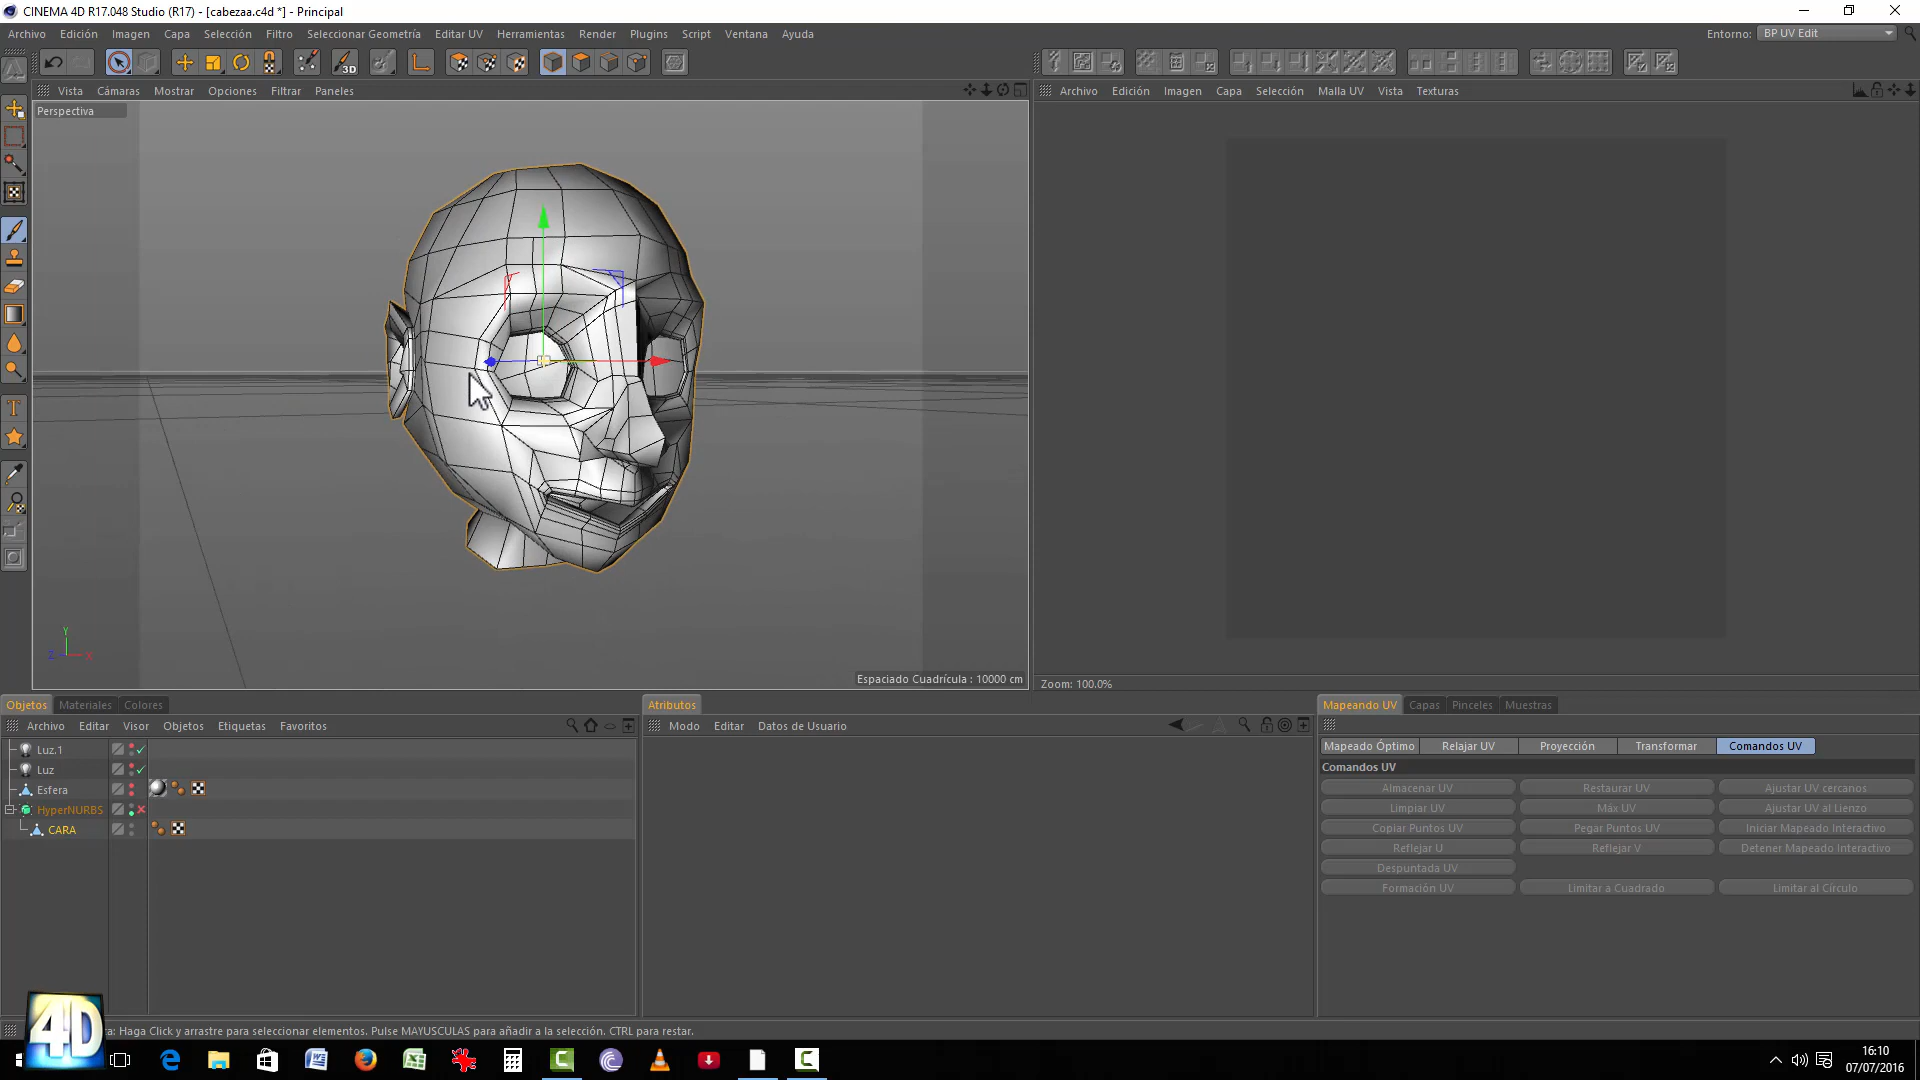 CINEMA 4D R17.048 Studio (R17) - [cabezaa.c4d *] - Principal
Archivo Edición Imagen Capa Selección Filtro Seleccionar Geometría Editar UV Herramientas Render Plugins Script Ventana Ayuda Entorno: BP UV Edit
Vista Cámaras Mostrar Opciones Filtrar Paneles
Archivo Edición Imagen Capa Selección Malla UV Vista Texturas
Perspectiva
Y
Z X
Espaciado Cuadrícula : 10000 cm
Zoom: 100.0%
Objetos Materiales Colores
Archivo Editar Visor Objetos Etiquetas Favoritos
Luz.1
Luz
Esfera
HyperNURBS
CARA
Atributos
Modo Editar Datos de Usuario
Mapeando UV Capas Pinceles Muestras
Mapeado Óptimo Relajar UV Proyección Transformar Comandos UV
Comandos UV
Almacenar UV Restaurar UV Ajustar UV cercanos
Limpiar UV Máx UV Ajustar UV al Lienzo
Copiar Puntos UV Pegar Puntos UV Iniciar Mapeado Interactivo
Reflejar U Reflejar V Detener Mapeado Interactivo
Despuntada UV
Formación UV Limitar a Cuadrado Limitar al Círculo
: Haga Click y arrastre para seleccionar elementos. Pulse MAYUSCULAS para añadir a la selección. CTRL para restar.
4D
16:10
07/07/2016